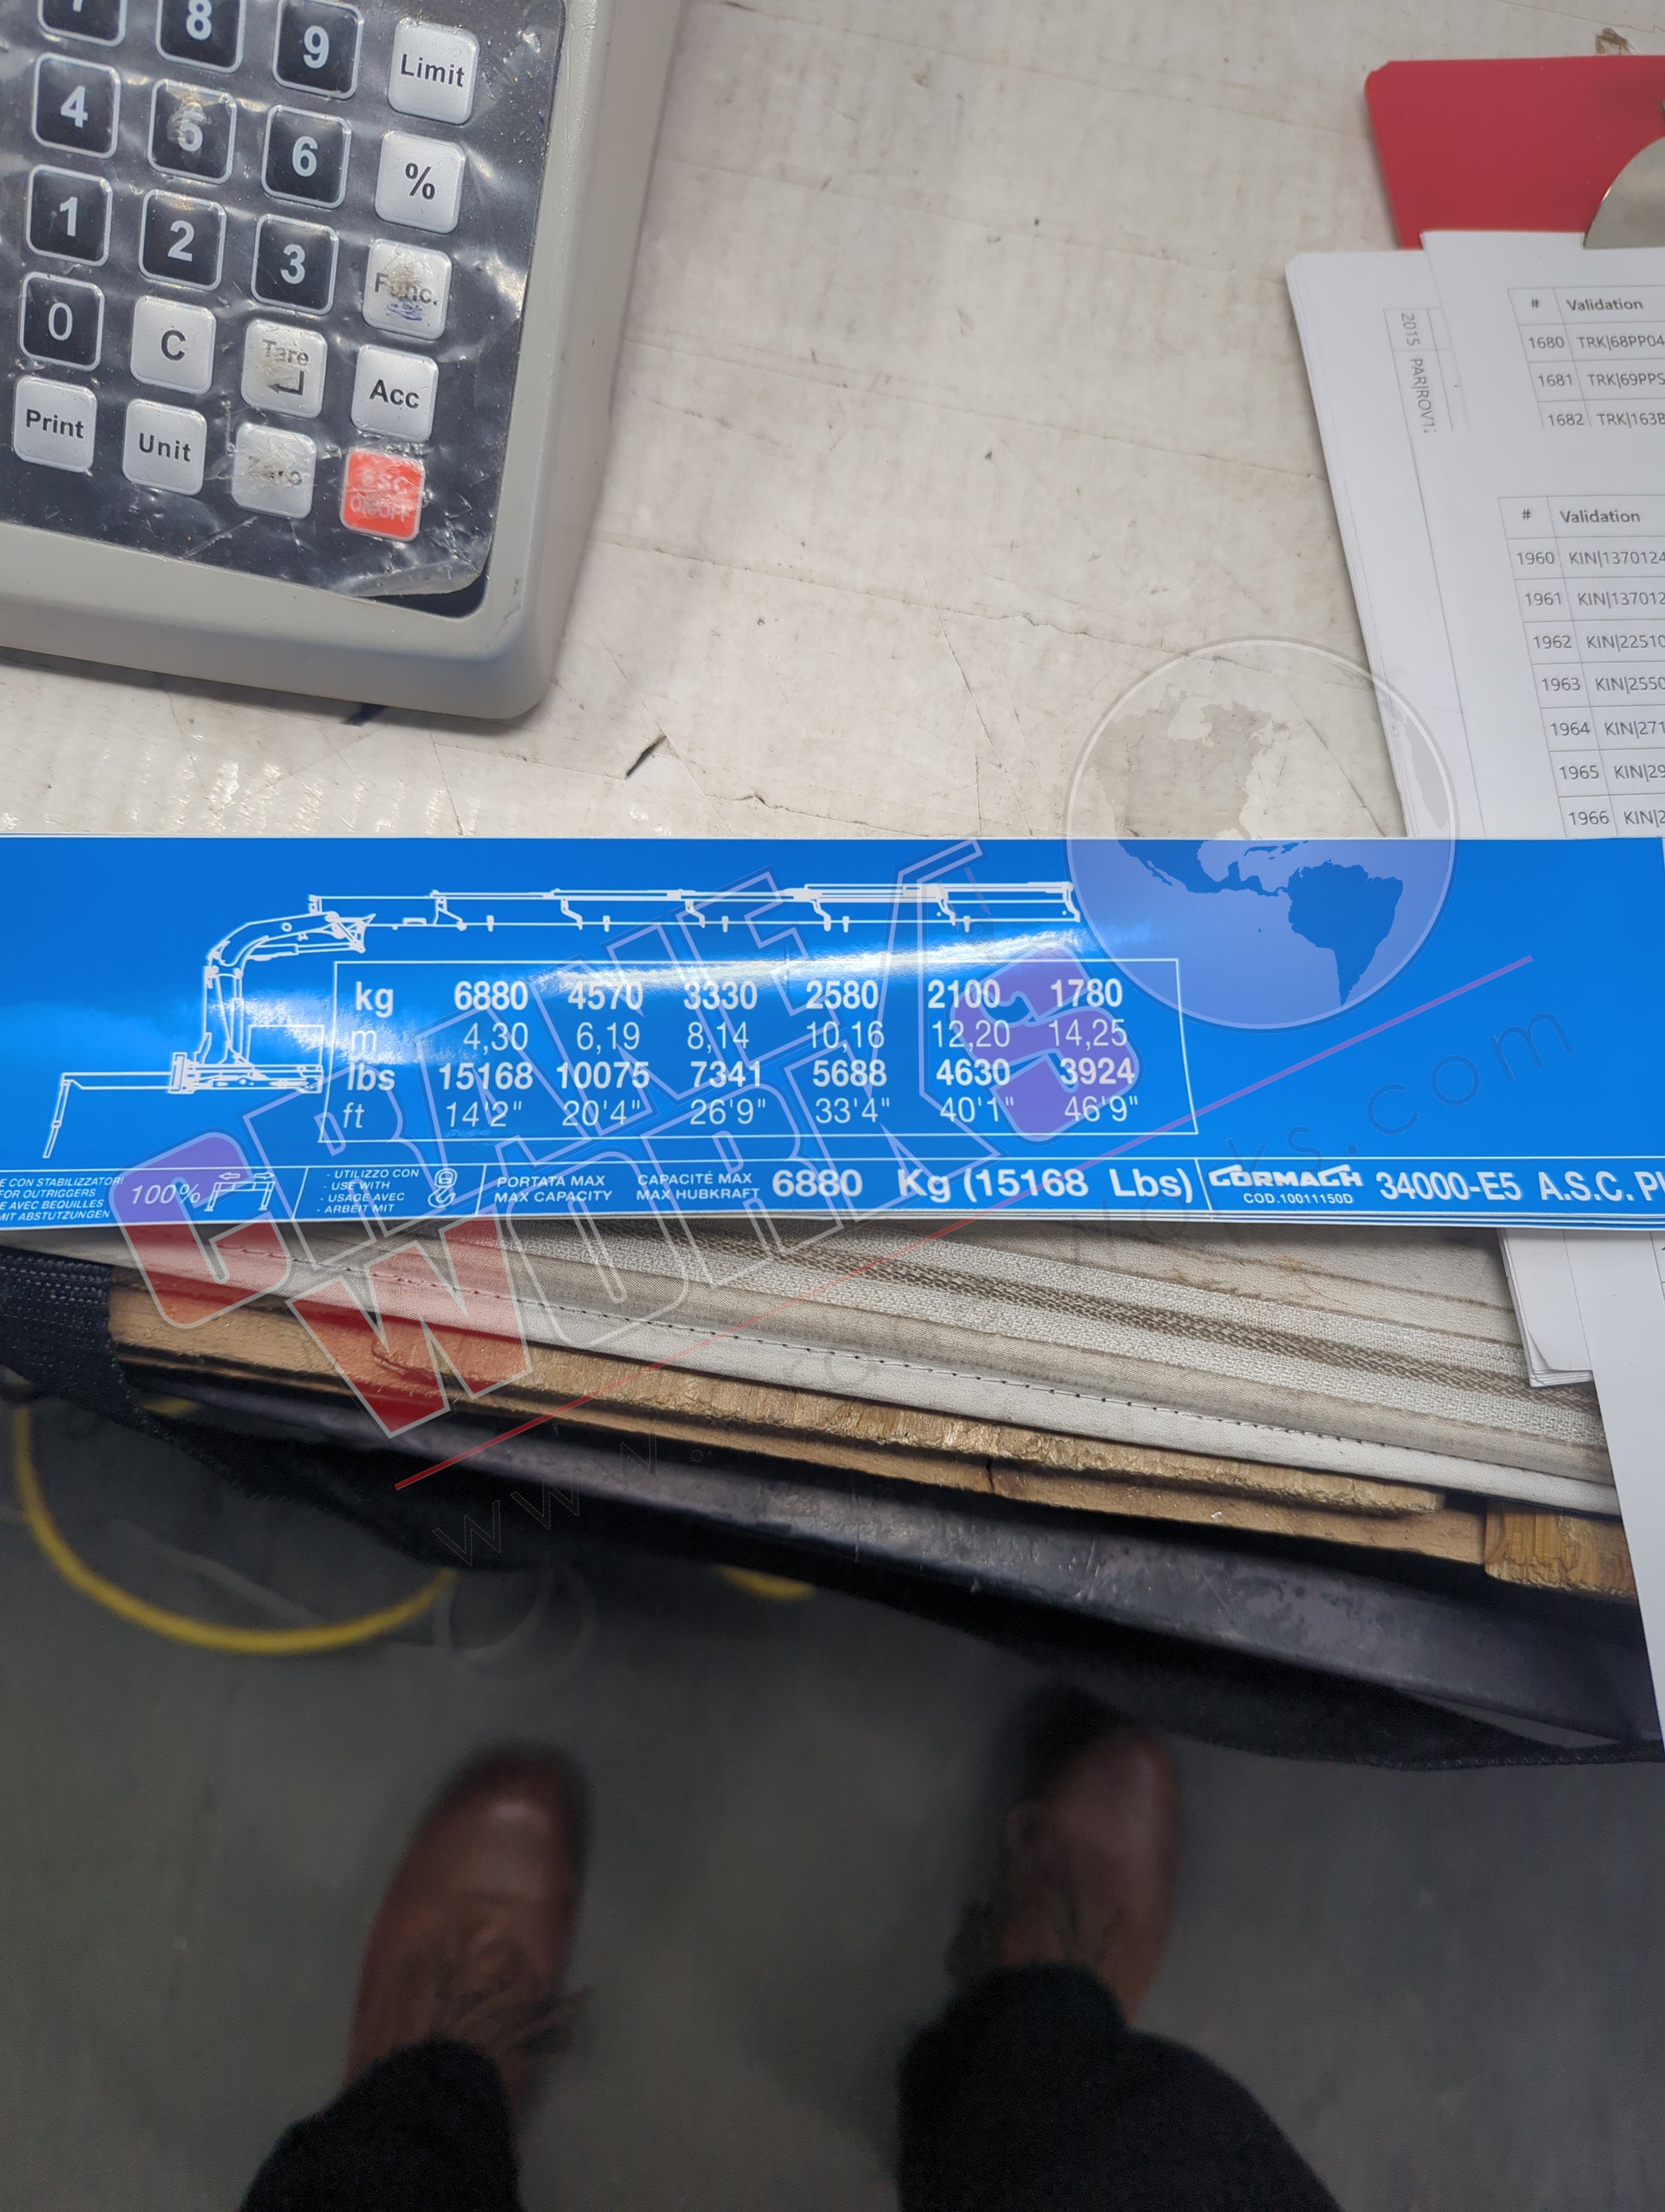 7 8 9 Limit
4 5 6 %
1 2 3 Func.
0 C Tare Acc
Print Unit Zero ESC ON/OFF
2015 PAR|ROV1
# Validation
1680 TRK|68PP04
1681 TRK|69PPS
1682 TRK|163B
# Validation
1960 KIN|1370124
1961 KIN|137012
1962 KIN|22510
1963 KIN|2550
1964 KIN|271
1965 KIN|29
1966 KIN|2
kg 6880 4570 3330 2580 2100 1780
m 4,30 6,19 8,14 10,16 12,20 14,25
lbs 15168 10075 7341 5688 4630 3924
ft 14'2" 20'4" 26'9" 33'4" 40'1" 46'9"
E CON STABILIZZATORI
FOR OUTRIGGERS
E AVEC BEQUILLES
MIT ABSTUTZUNGEN
100%
- UTILIZZO CON
- USE WITH
- USAGE AVEC
- ARBEIT MIT
PORTATA MAX CAPACITÉ MAX
MAX CAPACITY MAX HUBKRAFT
6880 Kg (15168 Lbs)
CORMACH
COD.10011150D
34000-E5 A.S.C.
CRANE
WORKS